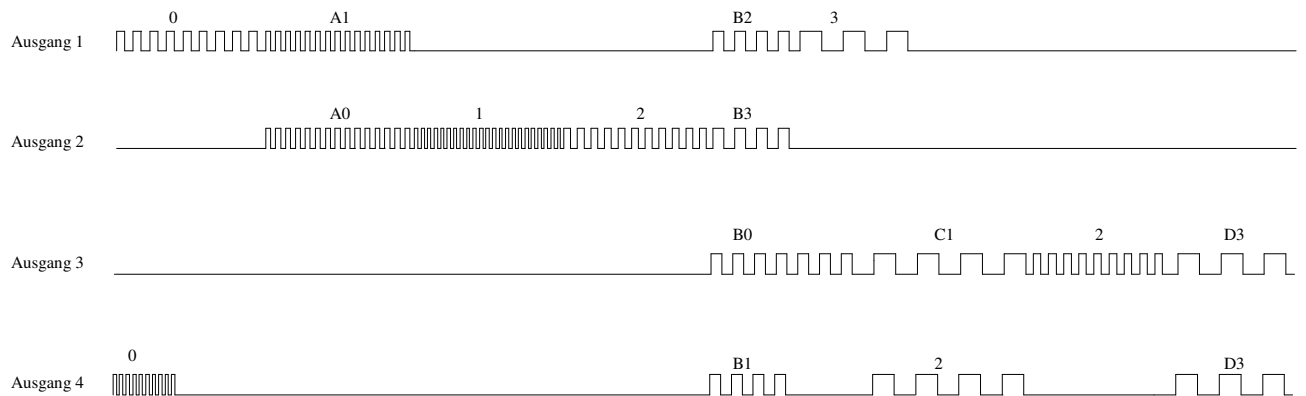 0 A1 B2 3
Ausgang 1
A0 1 2 B3
Ausgang 2
B0 C1 2 D3
Ausgang 3
0 B1 2 D3
Ausgang 4